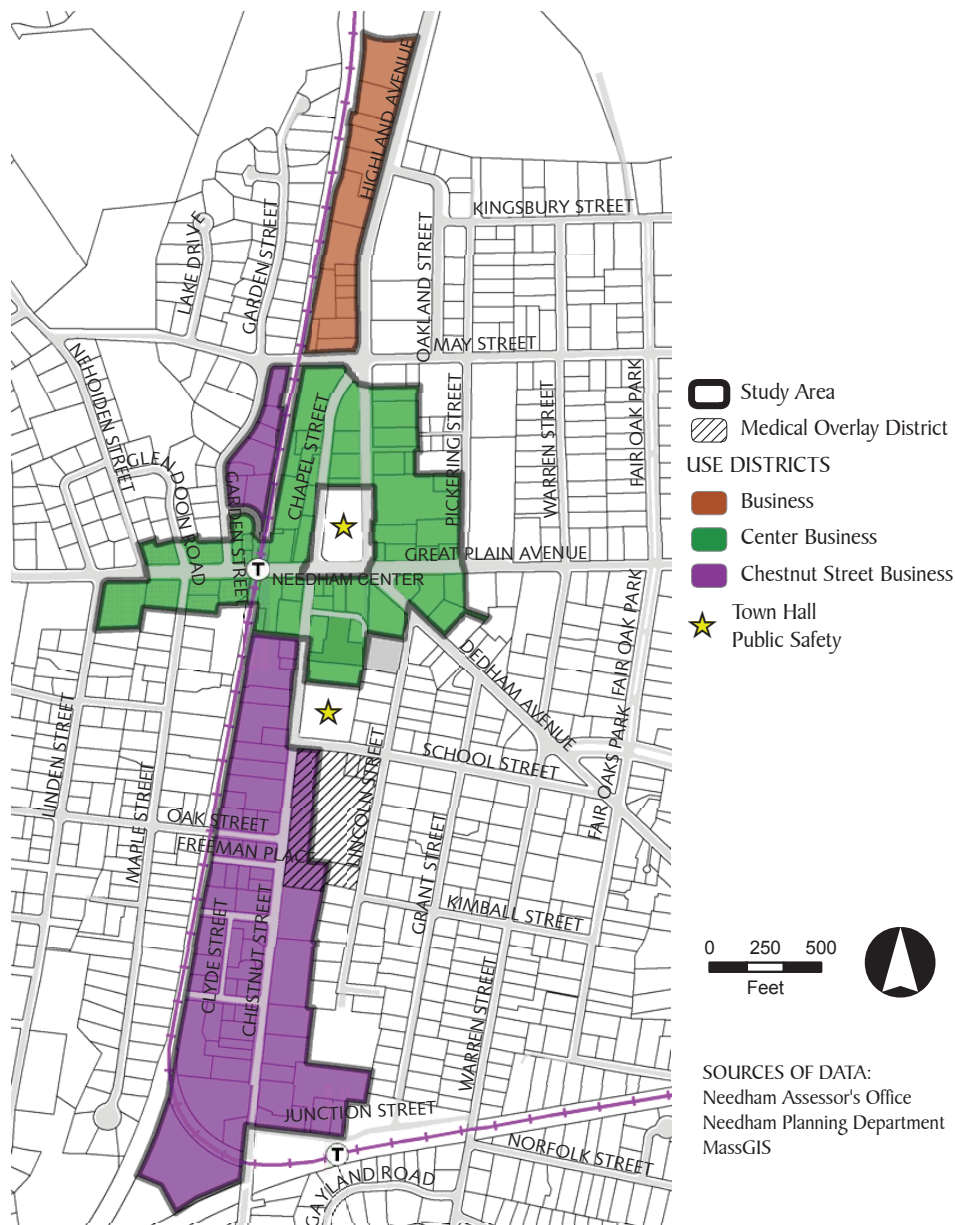 HIGHLAND AVENUE
KINGSBURY STREET
LAKE DRIVE
GARDEN STREET
OAKLAND STREET
MAY STREET
NEHOIDEN STREET
GLENDOON ROAD
GARDEN STREET
CHAPEL STREET
PICKERING STREET
WARREN STREET
FAIR OAK PARK
GREAT PLAIN AVENUE
T
NEEDHAM CENTER
DEDHAM AVENUE
FAIR OAK PARK
FAIR OAKS PARK
SCHOOL STREET
LINDEN STREET
MAPLE STREET
OAK STREET
FREEMAN PLACE
LINCOLN STREET
GRANT STREET
KIMBALL STREET
CLYDE STREET
CHESTNUT STREET
WARREN STREET
JUNCTION STREET
T
NORFOLK STREET
GAYLAND ROAD
Study Area
Medical Overlay District
USE DISTRICTS
Business
Center Business
Chestnut Street Business
Town Hall
Public Safety
0 250 500
Feet
SOURCES OF DATA:
Needham Assessor's Office
Needham Planning Department
MassGIS